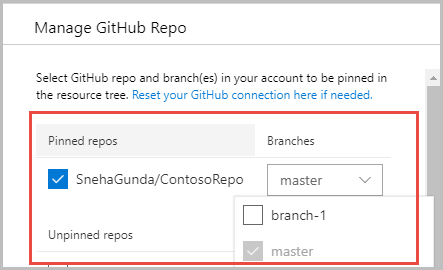 Manage GitHub Repo
Select GitHub repo and branch(es) in your account to be pinned in
the resource tree. Reset your GitHub connection here if needed.
Pinned repos Branches
SnehaGunda/ContosoRepo master
branch-1
Unpinned repos master